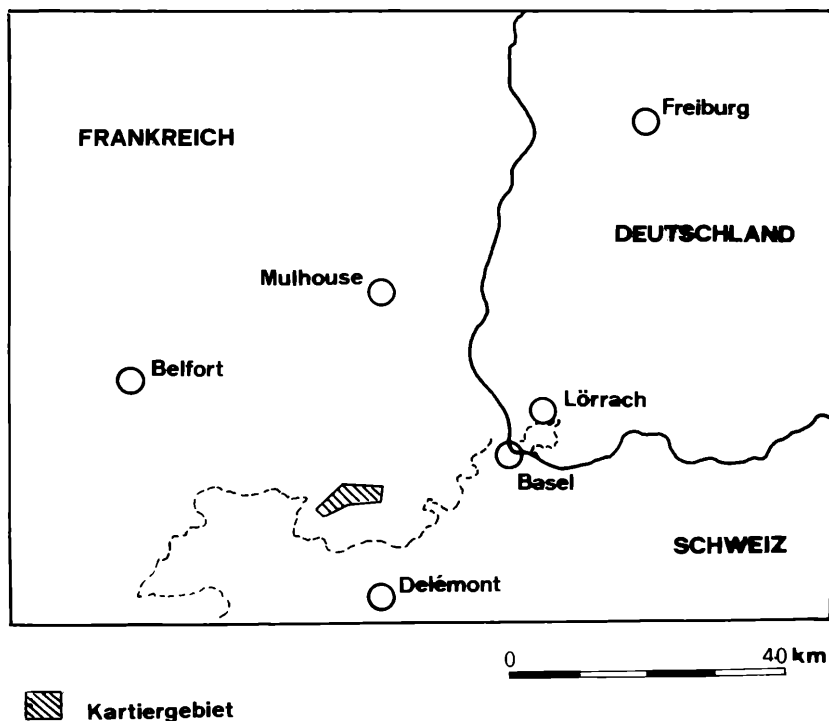 Freiburg
FRANKREICH
DEUTSCHLAND
Mulhouse
Belfort
Lörrach
Basel
SCHWEIZ
Delémont
0 40 km
Kartiergebiet